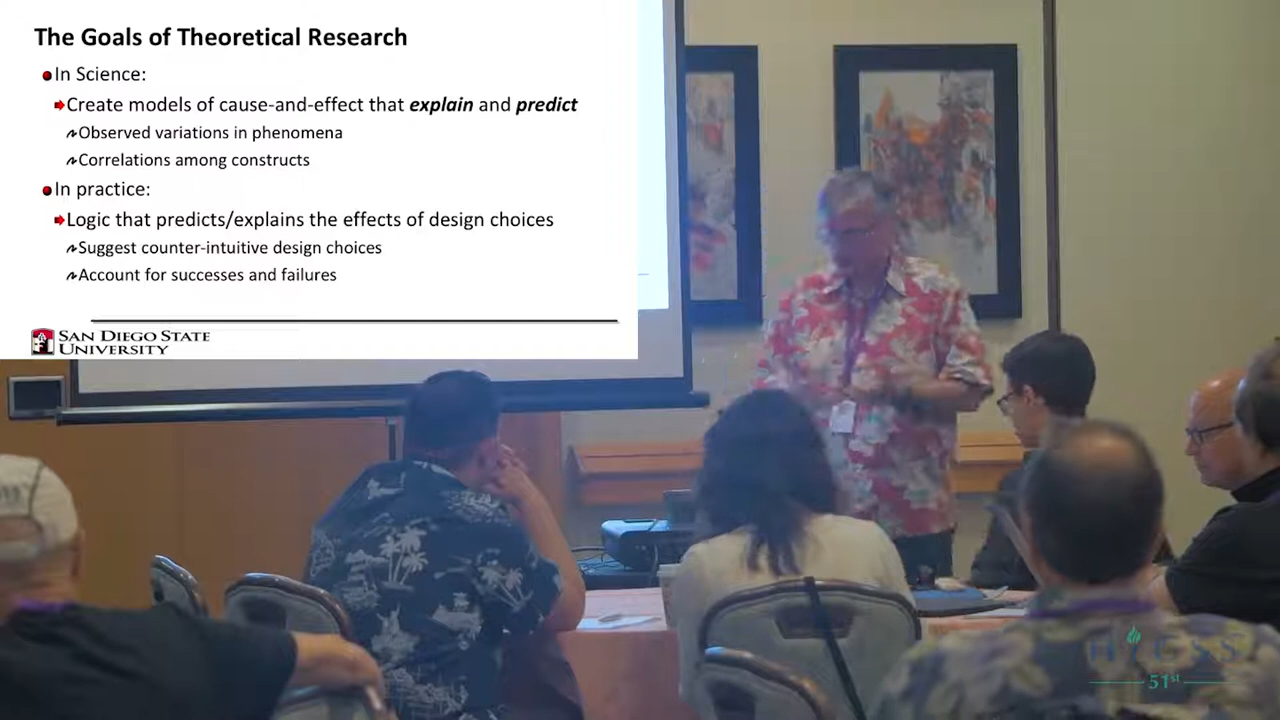 The Goals of Theoretical Research
In Science:
Create models of cause-and-effect that explain and predict
Observed variations in phenomena
Correlations among constructs
In practice:
Logic that predicts/explains the effects of design choices
Suggest counter-intuitive design choices
Account for successes and failures
SAN DIEGO STATE
UNIVERSITY
HICSS
51st